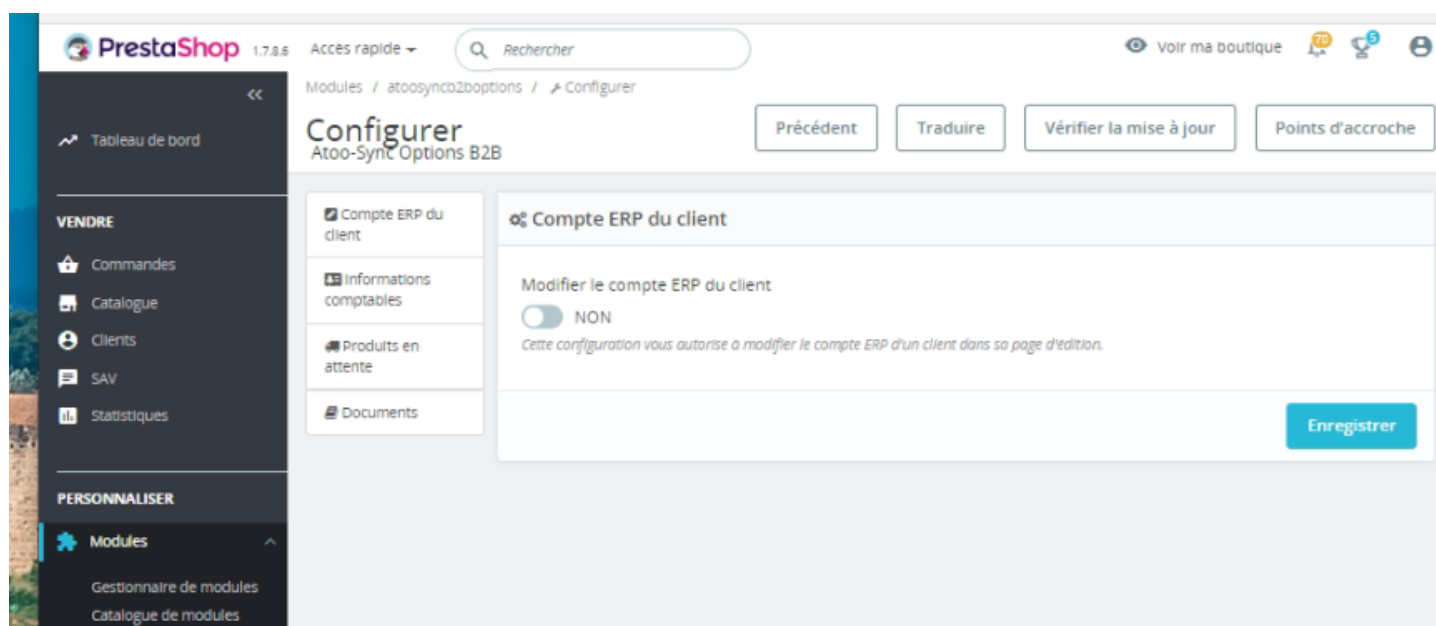 PrestaShop 1.7.8.6 Accès rapide Rechercher Voir ma boutique 70 5
Modules / atoosyncb2boptions / Configurer
Configurer
Atoo-Sync Options B2B
Précédent Traduire Vérifier la mise à jour Points d'accroche
Tableau de bord
VENDRE
Commandes
Catalogue
Clients
SAV
Statistiques
PERSONNALISER
Modules
Gestionnaire de modules
Catalogue de modules
Compte ERP du
client
Informations
comptables
Produits en
attente
Documents
Compte ERP du client
Modifier le compte ERP du client
NON
Cette configuration vous autorise à modifier le compte ERP d'un client dans sa page d'édition.
Enregistrer